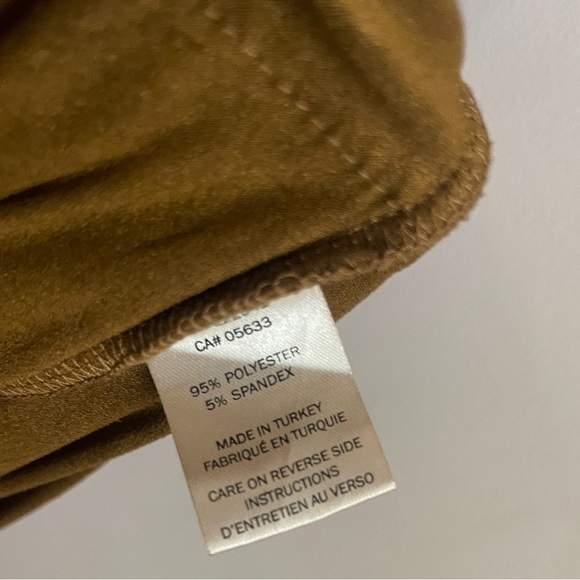 CA# 05633
95% POLYESTER
5% SPANDEX
MADE IN TURKEY
FABRIQUÉ EN TURQUIE
CARE ON REVERSE SIDE
INSTRUCTIONS
D'ENTRETIEN AU VERSO